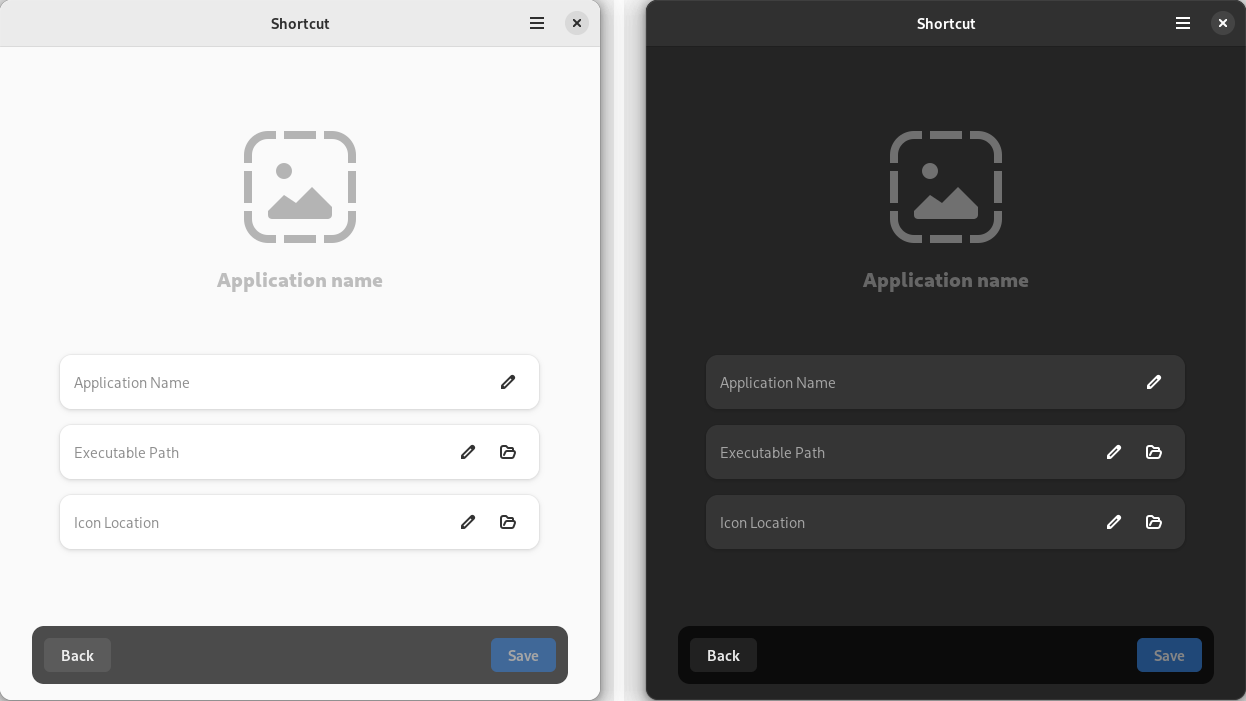 Shortcut
Application name
Application Name
Executable Path
Icon Location
Back
Save
Shortcut
Application name
Application Name
Executable Path
Icon Location
Back
Save